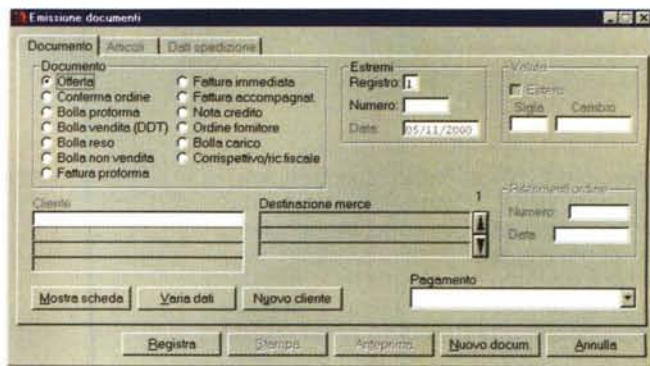 Emissione documenti
Documento Articoli Dati spedizione
Documento
Offerta
Conferma ordine
Bolla proforma
Bolla vendita (DDT)
Bolla reso
Bolla non vendita
Fattura proforma
Fattura immediata
Fattura accompagnat.
Nota credito
Ordine fornitore
Bolla carico
Corrispettivo/ric.fiscale
Estremi
Registro: 1
Numero:
Data: 05/11/2000
Valuta
Estera
Sigla Cambio
Cliente
Destinazione merce 1
Riferimenti ordine
Numero:
Data:
Mostra scheda Varia dati Nuovo cliente
Pagamento
Registra Stampa Anteprima Nuovo docum. Annulla